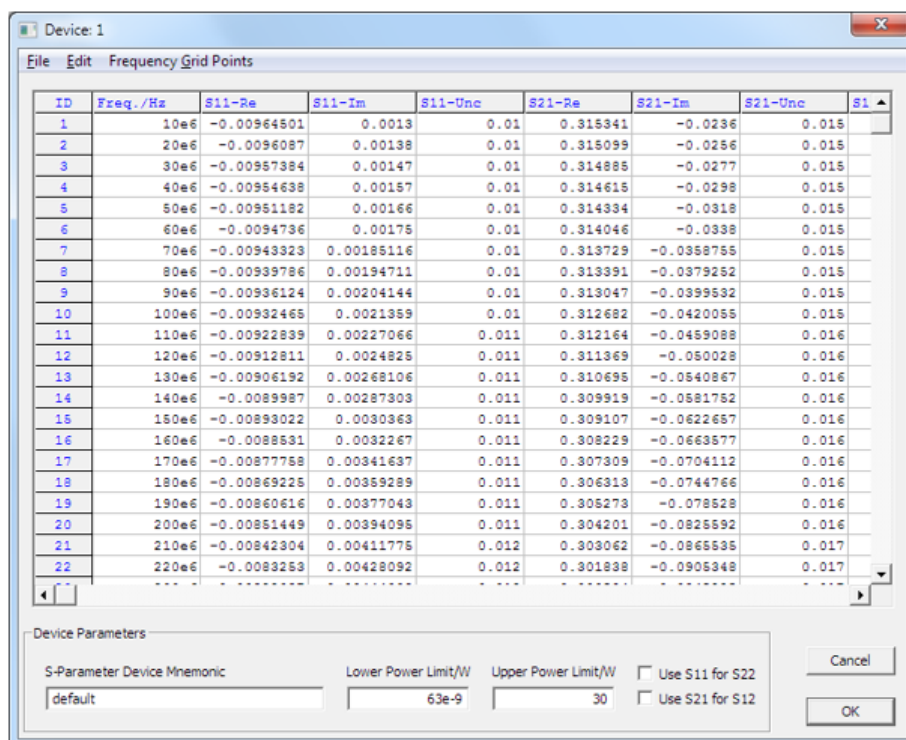 Device: 1
File Edit Frequency Grid Points
ID Freq./Hz S11-Re S11-Im S11-Unc S21-Re S21-Im S21-Unc S1
1 10e6 -0.00964501 0.0013 0.01 0.315341 -0.0236 0.015
2 20e6 -0.0096087 0.00138 0.01 0.315099 -0.0256 0.015
3 30e6 -0.00957384 0.00147 0.01 0.314885 -0.0277 0.015
4 40e6 -0.00954638 0.00157 0.01 0.314615 -0.0298 0.015
5 50e6 -0.00951182 0.00166 0.01 0.314334 -0.0318 0.015
6 60e6 -0.0094736 0.00175 0.01 0.314046 -0.0338 0.015
7 70e6 -0.00943323 0.00185116 0.01 0.313729 -0.0358755 0.015
8 80e6 -0.00939786 0.00194711 0.01 0.313391 -0.0379252 0.015
9 90e6 -0.00936124 0.00204144 0.01 0.313047 -0.0399532 0.015
10 100e6 -0.00932465 0.0021359 0.01 0.312682 -0.0420055 0.015
11 110e6 -0.00922839 0.00227066 0.011 0.312164 -0.0459088 0.016
12 120e6 -0.00912811 0.0024825 0.011 0.311369 -0.050028 0.016
13 130e6 -0.00906192 0.00268106 0.011 0.310695 -0.0540867 0.016
14 140e6 -0.0089987 0.00287303 0.011 0.309919 -0.0581752 0.016
15 150e6 -0.00893022 0.0030363 0.011 0.309107 -0.0622657 0.016
16 160e6 -0.0088531 0.0032267 0.011 0.308229 -0.0663577 0.016
17 170e6 -0.00877758 0.00341637 0.011 0.307309 -0.0704112 0.016
18 180e6 -0.00869225 0.00359289 0.011 0.306313 -0.0744766 0.016
19 190e6 -0.00860616 0.00377043 0.011 0.305273 -0.078528 0.016
20 200e6 -0.00851449 0.00394095 0.011 0.304201 -0.0825592 0.016
21 210e6 -0.00842304 0.00411775 0.012 0.303062 -0.0865535 0.017
22 220e6 -0.0083253 0.00428092 0.012 0.301838 -0.0905348 0.017
Device Parameters
S-Parameter Device Mnemonic Lower Power Limit/W Upper Power Limit/W Use S11 for S22 Cancel
default 63e-9 30 Use S21 for S12 OK